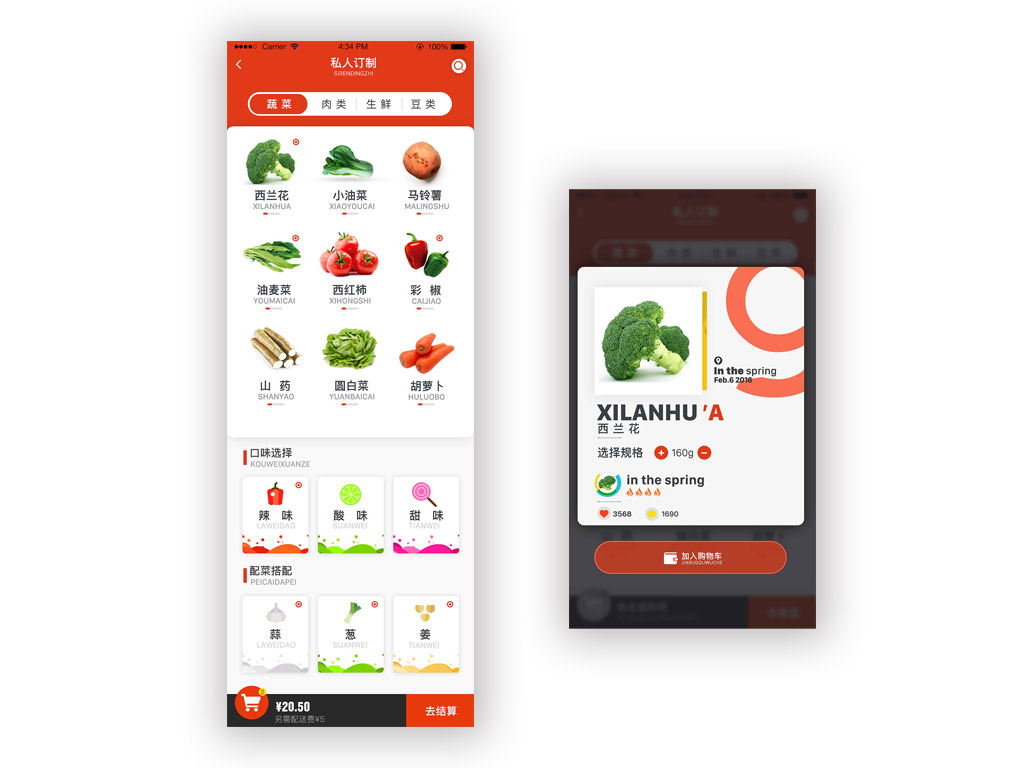 Carrier 4:34 PM 100%
私人订制
SIRENDINGZHI
蔬菜 肉类 生鲜 豆类
西兰花 小油菜 马铃薯
XILANHUA XIAOYOUCAI MALINGSHU
油麦菜 西红柿 彩椒
YOUMAICAI XIHONGSHI CAIJIAO
山药 圆白菜 胡萝卜
SHANYAO YUANBAICAI HULUOBO
口味选择
KOUWEIXUANZE
辣味 酸味 甜味
LAWEIDAO SUANWEI TIANWEI
配菜搭配
PEICAIDAPEI
蒜 葱 姜
LAWEIDAO SUANWEI TIANWEI
2
¥20.50
另需配送费¥5
去结算
私人订制
In the spring
Feb.6 2016
XILANHU 'A
西兰花
选择规格 + 160g −
in the spring
3568 1690
加入购物车
JIARUGOUWUCHE